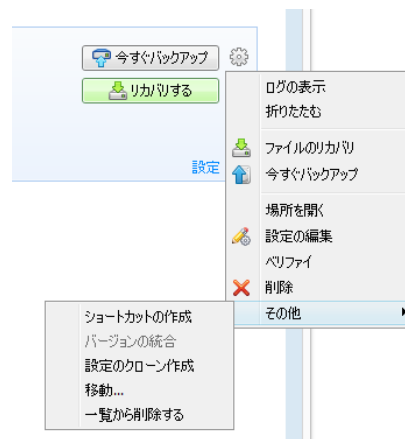 今すぐバックアップ
リカバリする
設定
ログの表示
折りたたむ
ファイルのリカバリ
今すぐバックアップ
場所を開く
設定の編集
ベリファイ
削除
その他
ショートカットの作成
バージョンの統合
設定のクローン作成
移動...
一覧から削除する